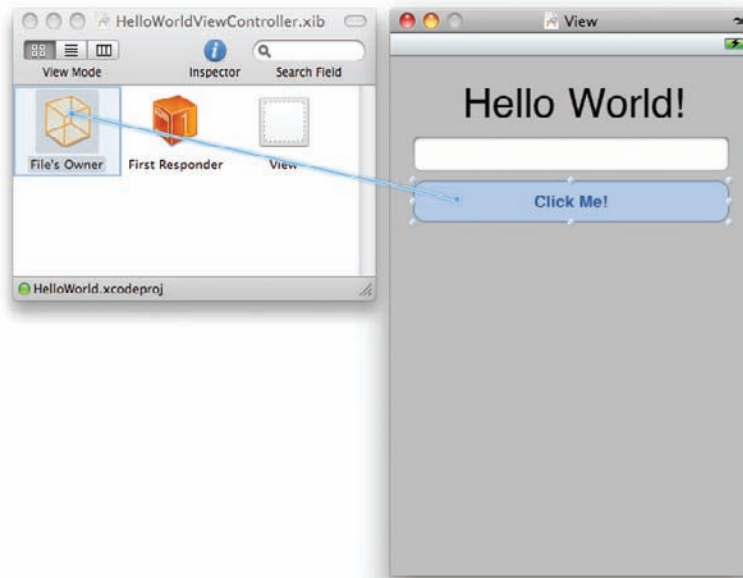 HelloWorldViewController.xib
View Mode
Inspector
Search Field
File's Owner
First Responder
View
HelloWorld.xcodeproj
View
Hello World!
Click Me!